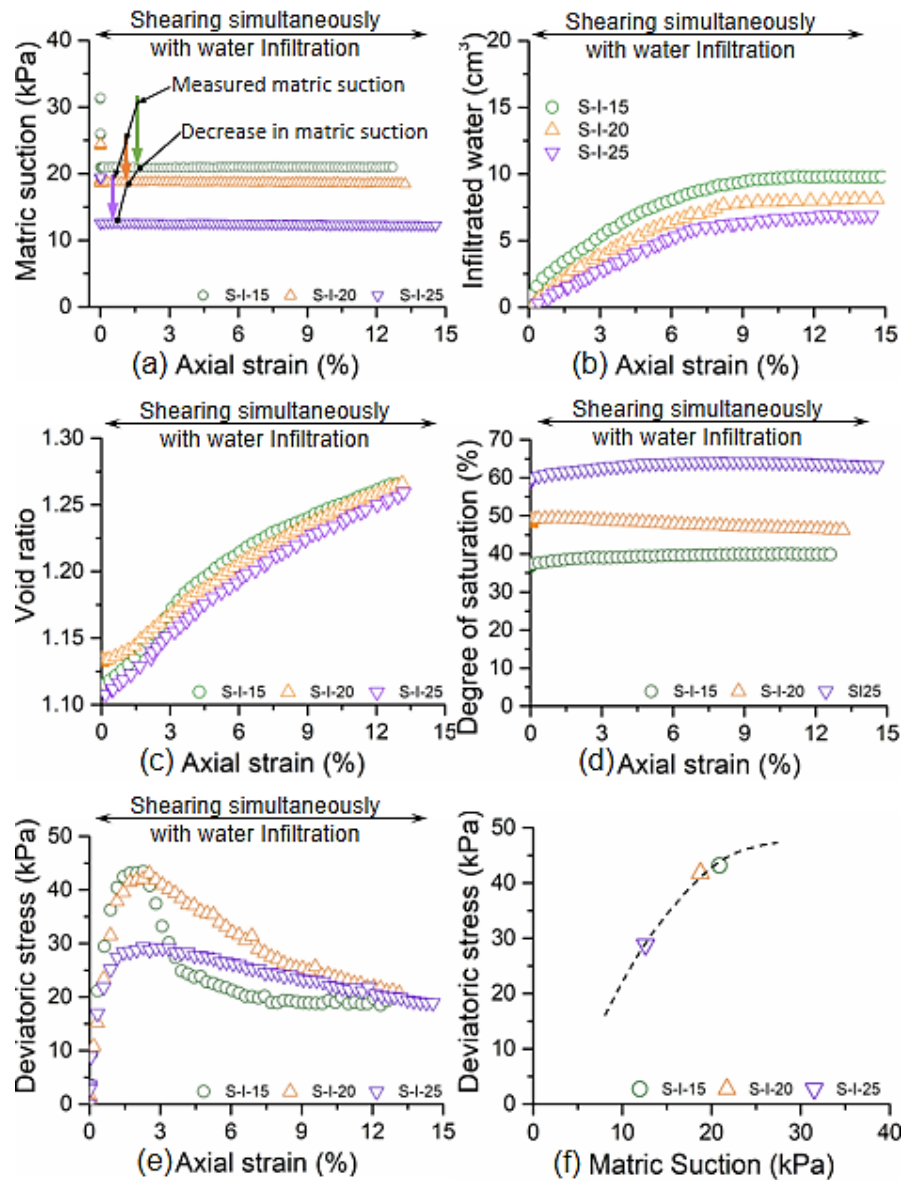 Shearing simultaneously
with water Infiltration
40
30
20
10
0
Matric suction (kPa)
Measured matric suction
Decrease in matric suction
S-I-15 S-I-20 S-I-25
0 3 6 9 12 15
(a) Axial strain (%)
Shearing simultaneously
with water Infiltration
20
15
10
5
0
Infiltrated water (cm³)
S-I-15
S-I-20
S-I-25
0 3 6 9 12 15
(b) Axial strain (%)
Shearing simultaneously
with water Infiltration
1.30
1.25
1.20
1.15
1.10
Void ratio
S-I-15 S-I-20 S-I-25
0 3 6 9 12 15
(c) Axial strain (%)
Shearing simultaneously
with water Infiltration
70
60
50
40
30
20
10
0
Degree of saturation (%)
S-I-15 S-I-20 SI25
0 3 6 9 12 15
(d) Axial strain (%)
Shearing simultaneously
with water Infiltration
50
40
30
20
10
0
Deviatoric stress (kPa)
S-I-15 S-I-20 S-I-25
0 3 6 9 12 15
(e) Axial strain (%)
50
40
30
20
10
0
Deviatoric stress (kPa)
S-I-15 S-I-20 S-I-25
0 10 20 30 40
(f) Matric Suction (kPa)